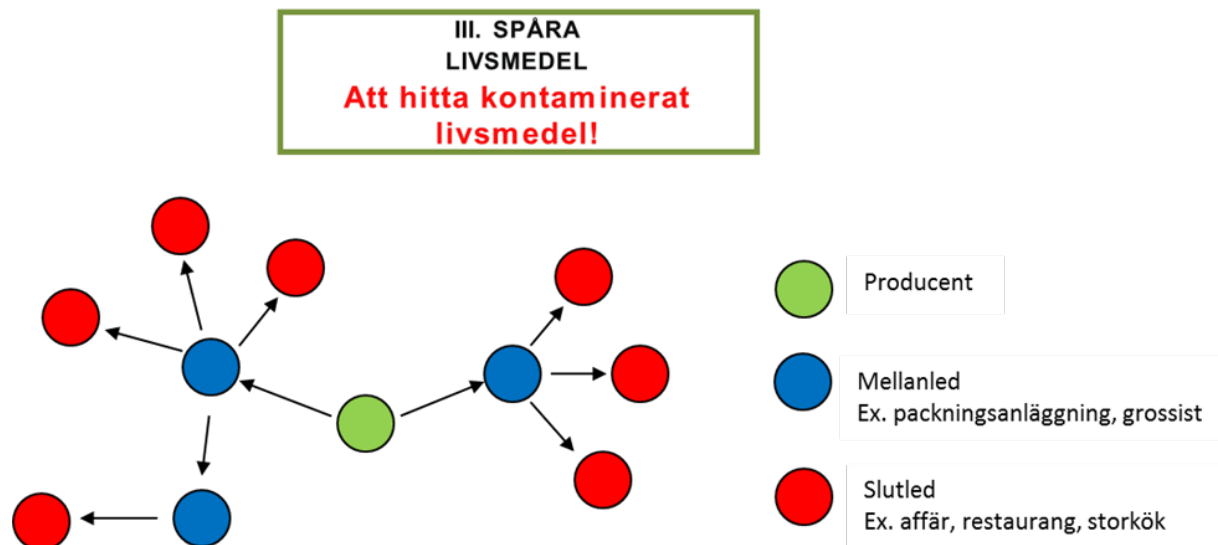 III. SPÅRA
LIVSMEDEL
Att hitta kontaminerat
livsmedel!
Producent
Mellanled
Ex. packningsanläggning, grossist
Slutled
Ex. affär, restaurang, storkök